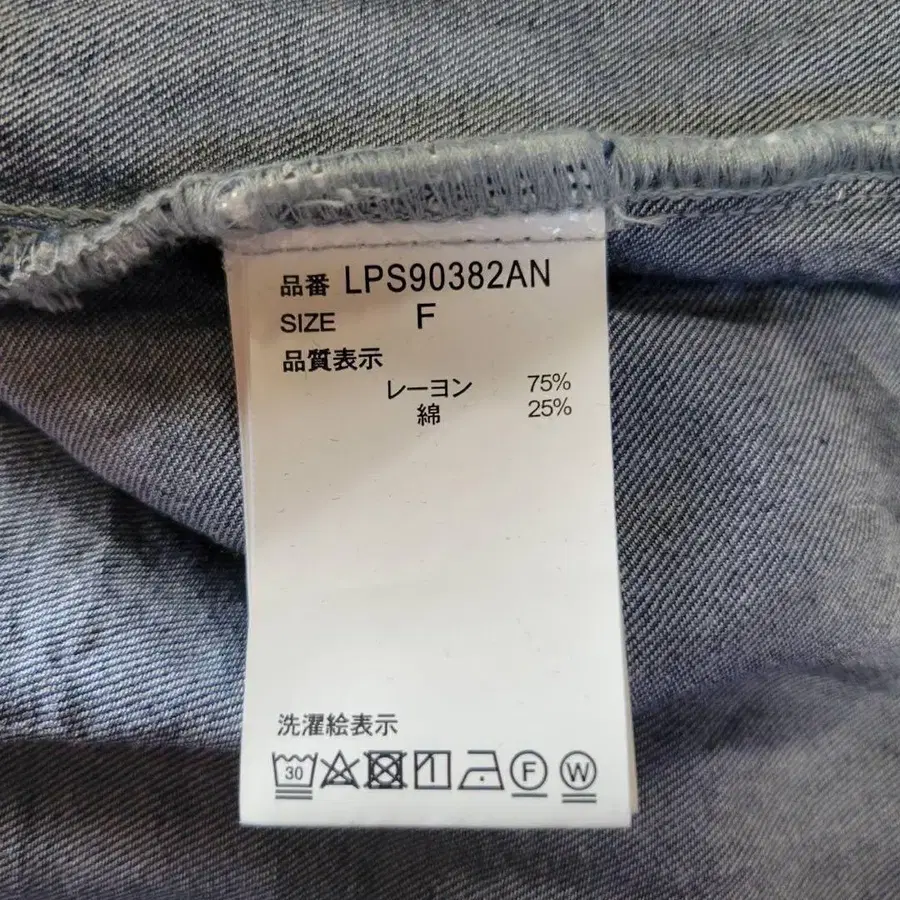 品番 LPS90382AN
SIZE F
品質表示
レーヨン 75%
綿 25%
洗濯絵表示
30 F W